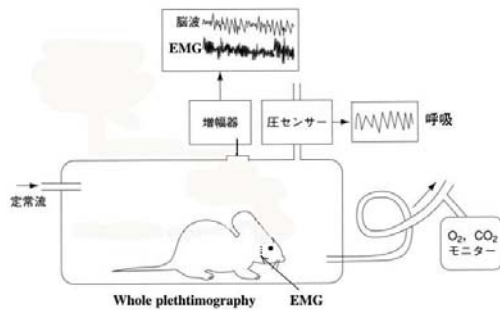 脳波
EMG
増幅器
圧センサー
呼吸
定常流
O2, CO2
モニター
Whole plethtimography
EMG